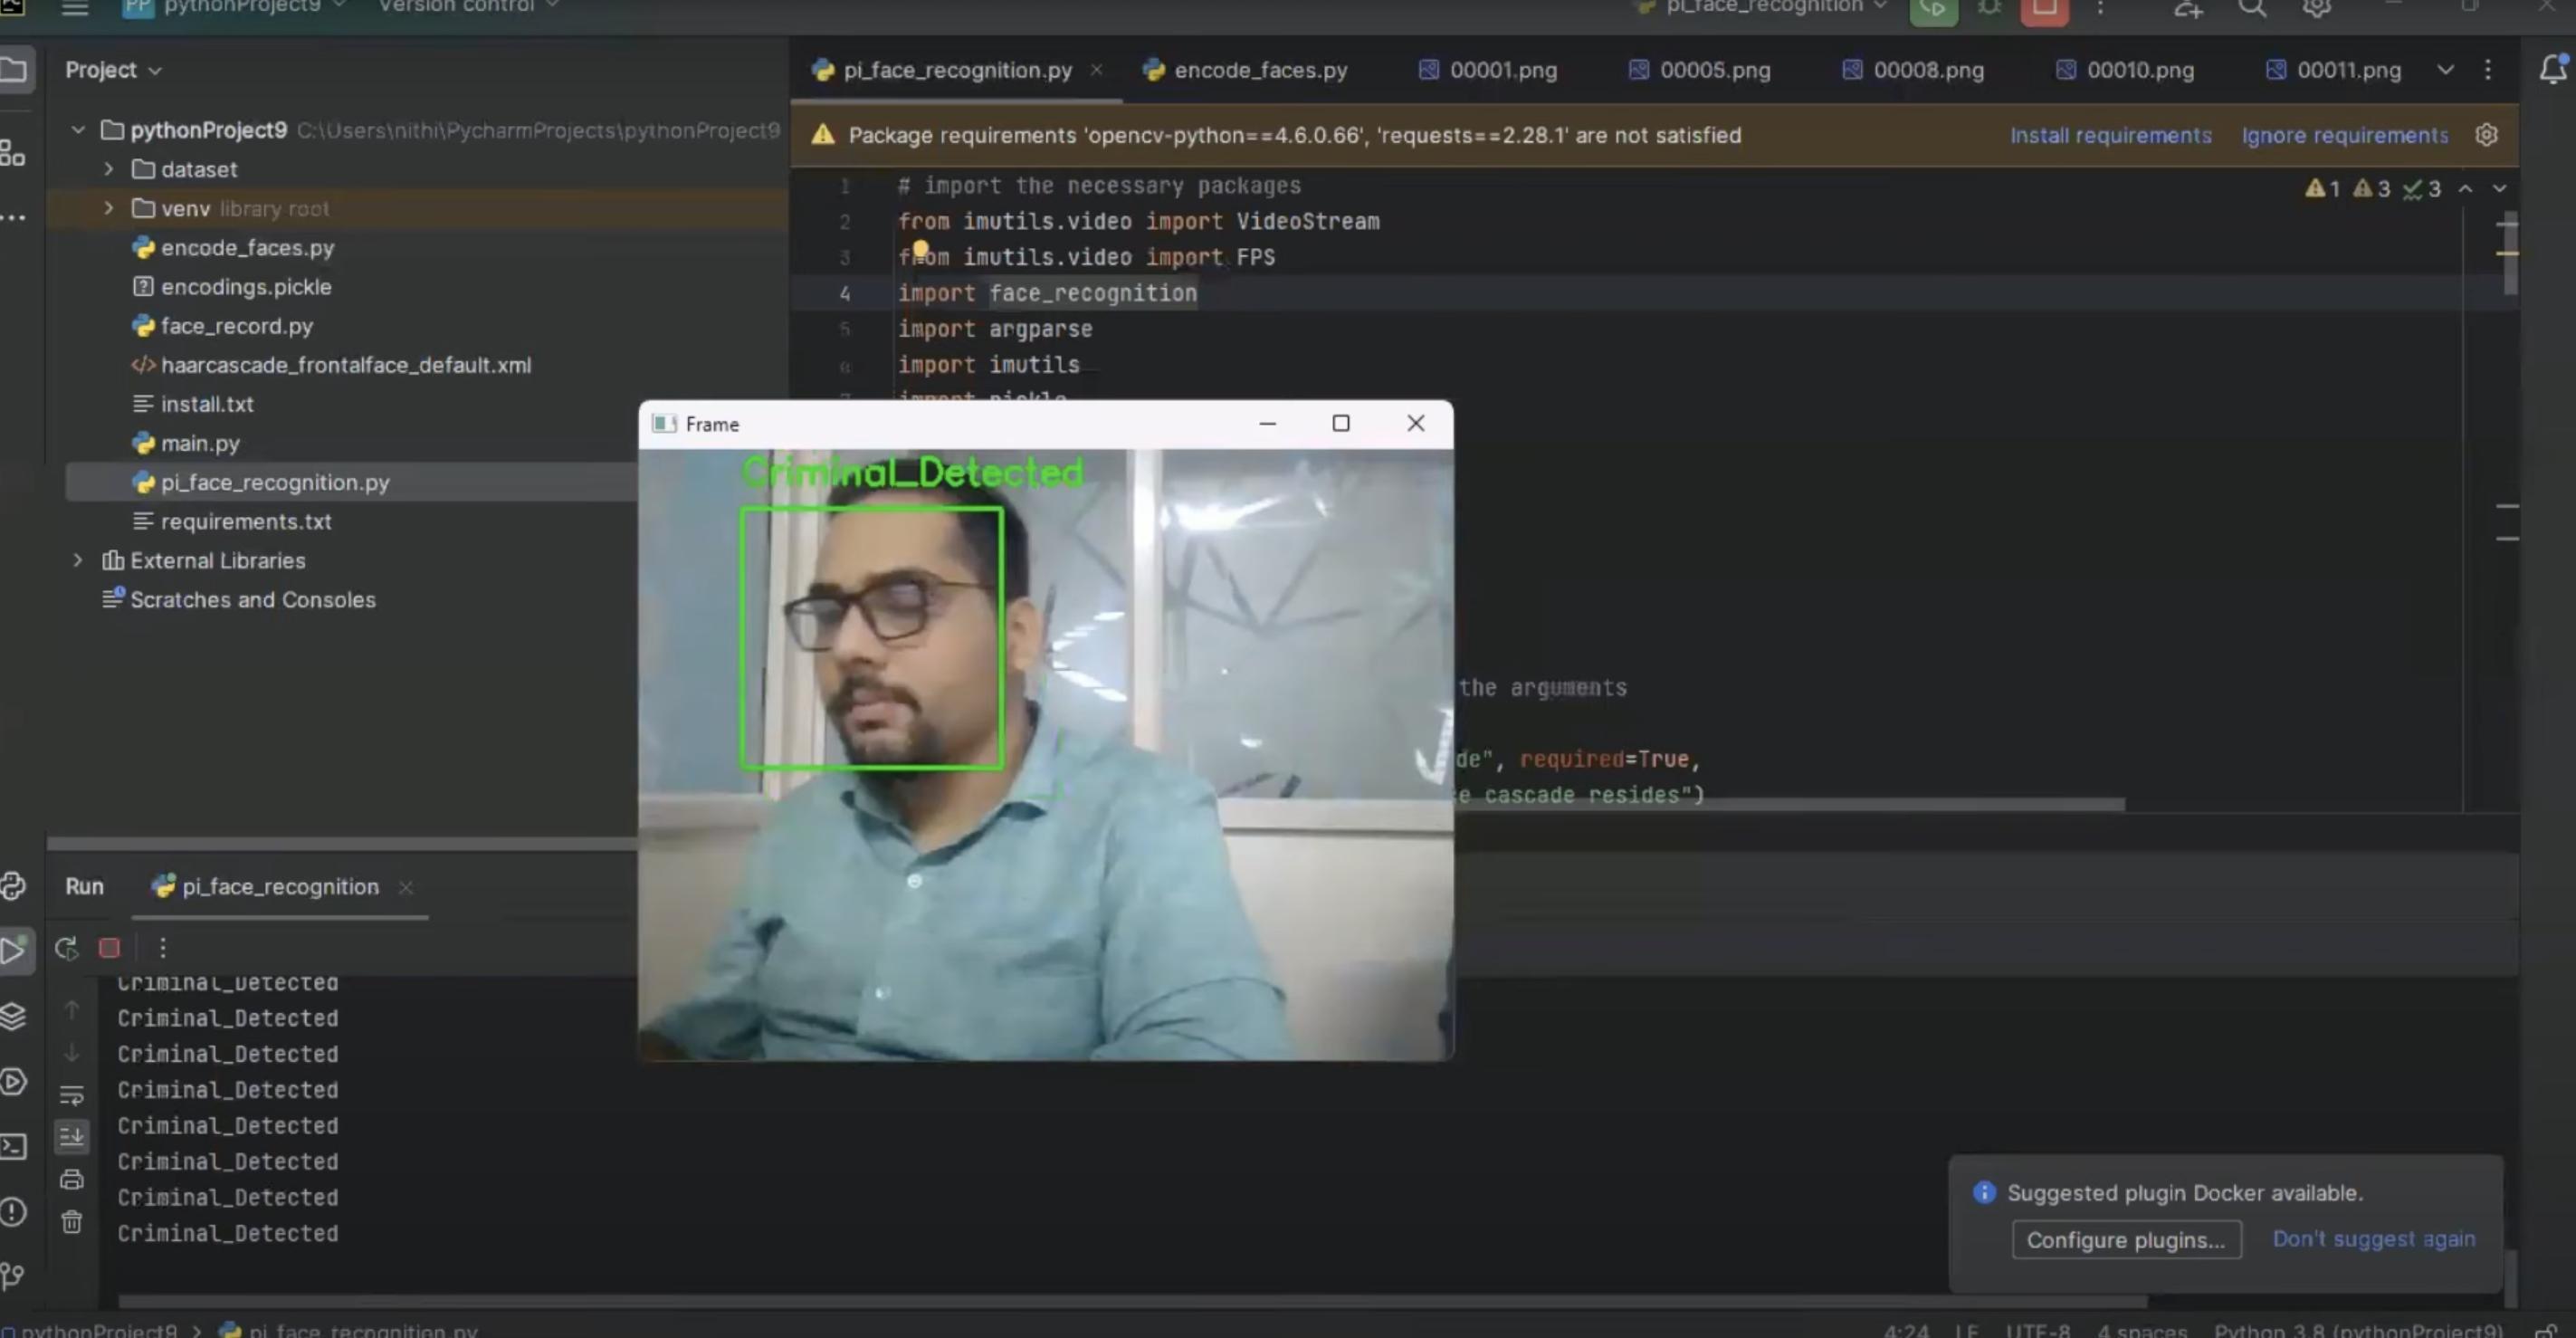 pythonProject9
Version control
pi_face_recognition
Project
pi_face_recognition.py
encode_faces.py
00001.png
00005.png
00008.png
00010.png
00011.png
pythonProject9 C:\Users\nithi\PycharmProjects\pythonProject9
dataset
venv library root
encode_faces.py
encodings.pickle
face_record.py
haarcascade_frontalface_default.xml
install.txt
main.py
pi_face_recognition.py
requirements.txt
External Libraries
Scratches and Consoles
Package requirements 'opencv-python==4.6.0.66', 'requests==2.28.1' are not satisfied
Install requirements
Ignore requirements
1 3 3
1 # import the necessary packages
2 from imutils.video import VideoStream
3 from imutils.video import FPS
4 import face_recognition
5 import argparse
6 import imutils
import pickle
the arguments
de", required=True,
e cascade resides")
Frame
Criminal_Detected
Run
pi_face_recognition
Criminal_Detected
Criminal_Detected
Criminal_Detected
Criminal_Detected
Criminal_Detected
Criminal_Detected
Criminal_Detected
Criminal_Detected
Suggested plugin Docker available.
Configure plugins...
Don't suggest again
pythonProject9 > pi_face_recognition.py
4:24 LF UTF-8 4 spaces Python 3.8 (pythonProject9)